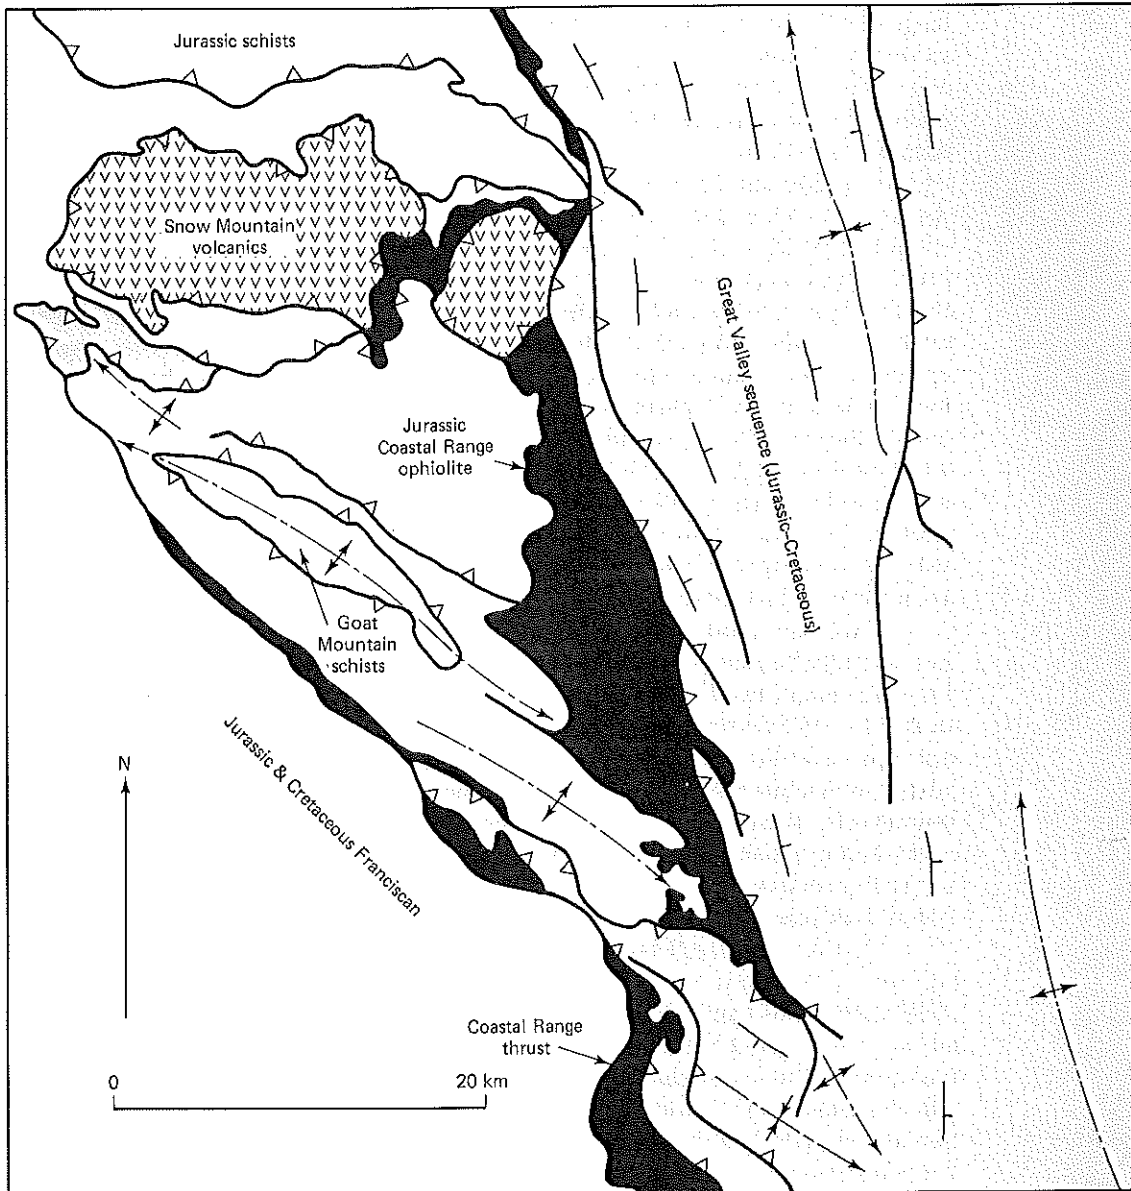 Jurassic schists
Snow Mountain
volcanics
Great Valley sequence (Jurassic–Cretaceous)
Jurassic
Coastal Range
ophiolite
Goat
Mountain
schists
Jurassic & Cretaceous Franciscan
N
Coastal Range
thrust
0
20 km